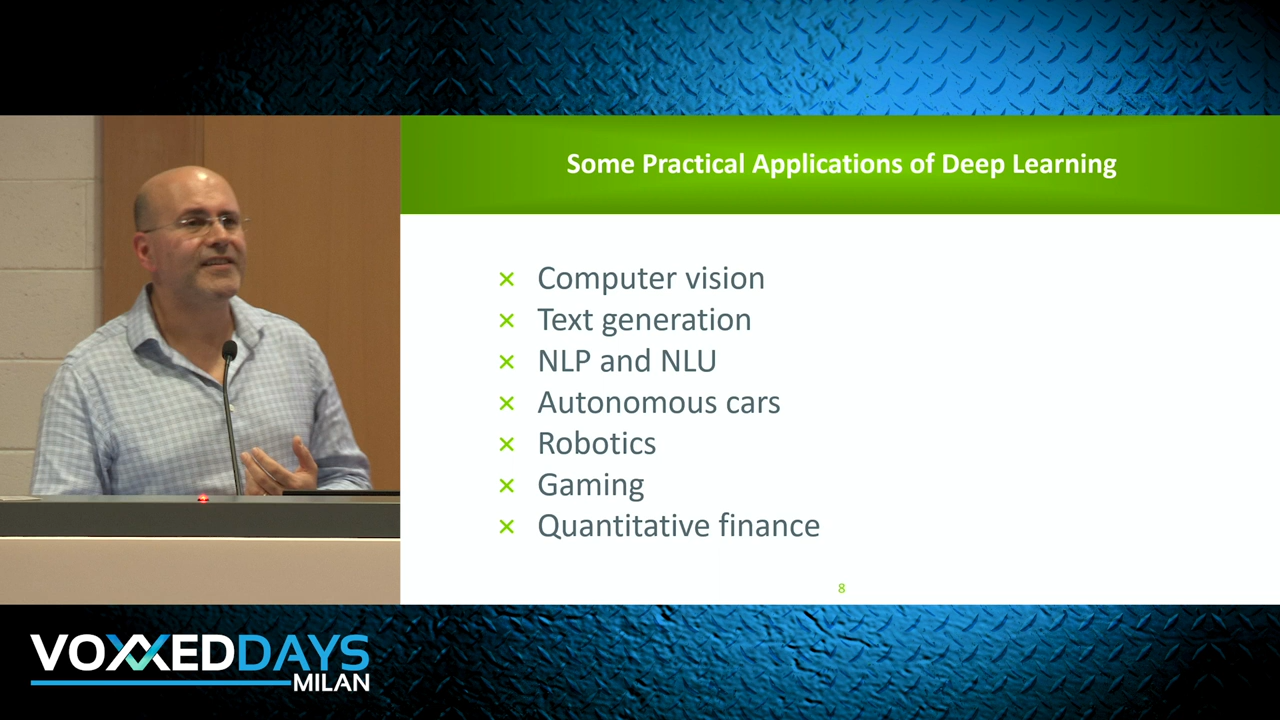 Some Practical Applications of Deep Learning
× Computer vision
× Text generation
× NLP and NLU
× Autonomous cars
× Robotics
× Gaming
× Quantitative finance
8
VOXXEDDAYS
MILAN